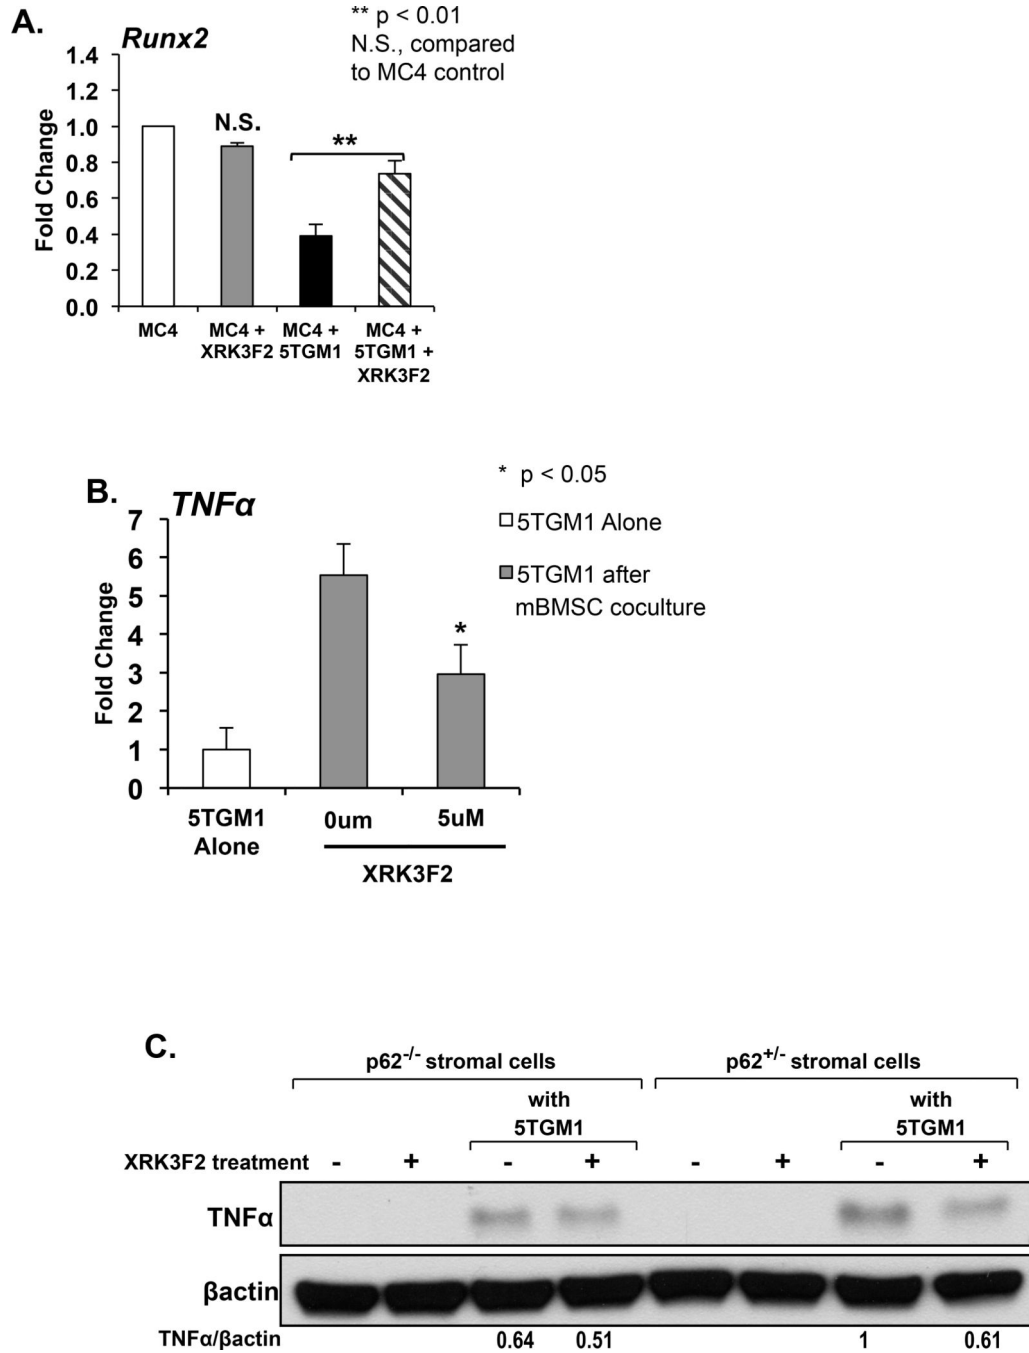 A.
Runx2
** p < 0.01
N.S., compared
to MC4 control
Fold Change
1.4
1.2
1.0
0.8
0.6
0.4
0.2
0.0
N.S.
**
MC4
MC4 +
XRK3F2
MC4 +
5TGM1
MC4 +
5TGM1 +
XRK3F2
B.
TNFα
* p < 0.05
5TGM1 Alone
5TGM1 after
mBMSC coculture
Fold Change
7
6
5
4
3
2
1
0
*
5TGM1
Alone
0um
5uM
XRK3F2
C.
p62-/- stromal cells
p62+/- stromal cells
with
5TGM1
with
5TGM1
XRK3F2 treatment - + - + - + - +
TNFα
βactin
TNFα/βactin 0.64 0.51 1 0.61